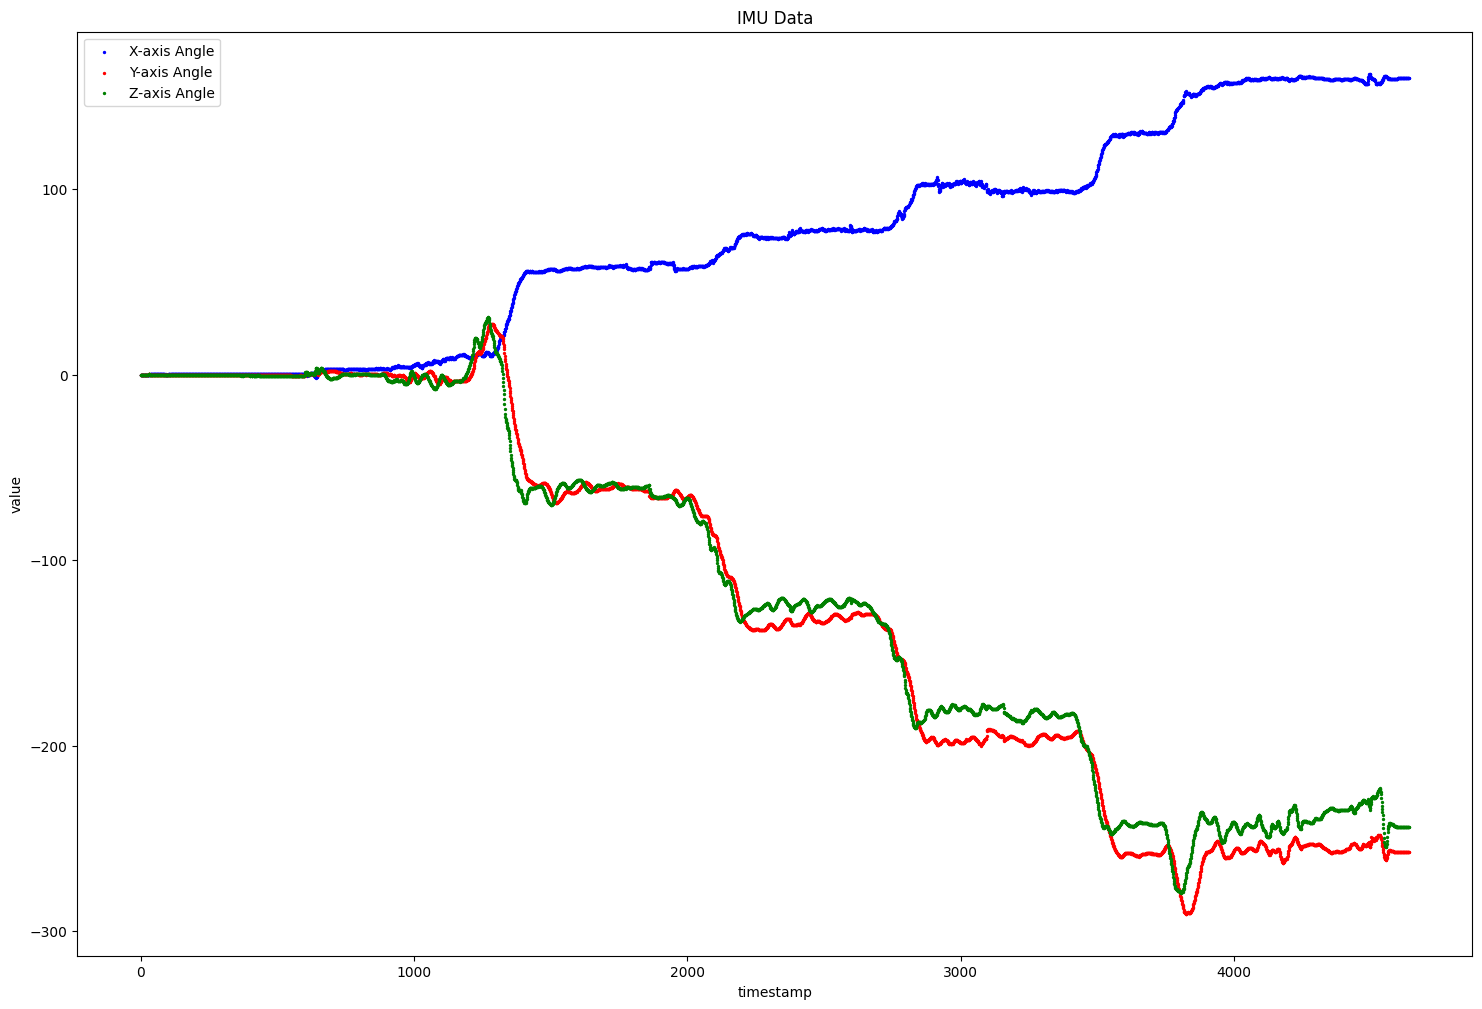 IMU Data
X-axis Angle
Y-axis Angle
Z-axis Angle
100
0
−100
−200
−300
value
0 1000 2000 3000 4000
timestamp